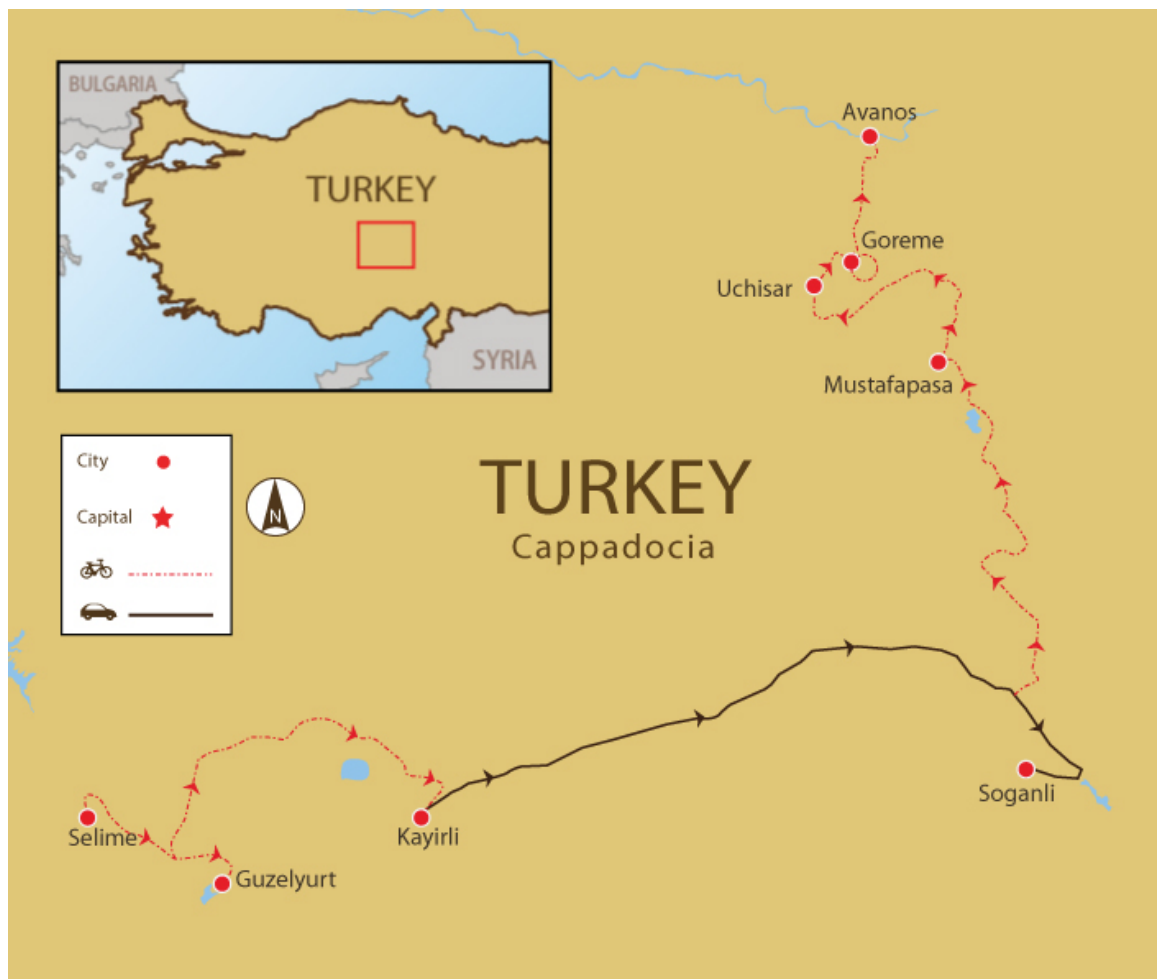 BULGARIA
TURKEY
SYRIA
Avanos
Goreme
Uchisar
Mustafapasa
City
Capital
N
TURKEY
Cappadocia
Selime
Guzelyurt
Kayirli
Soganli